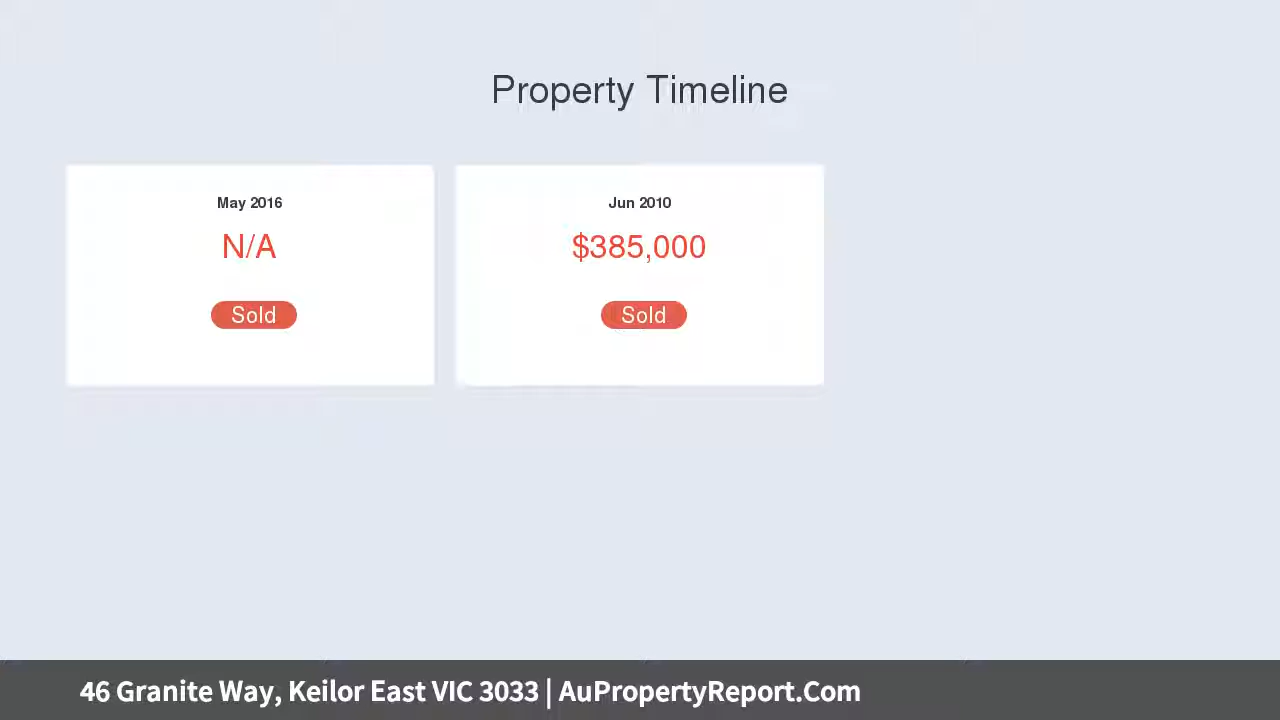 Property Timeline
May 2016
N/A
Sold
Jun 2010
$385,000
Sold
46 Granite Way, Keilor East VIC 3033 | AuPropertyReport.Com